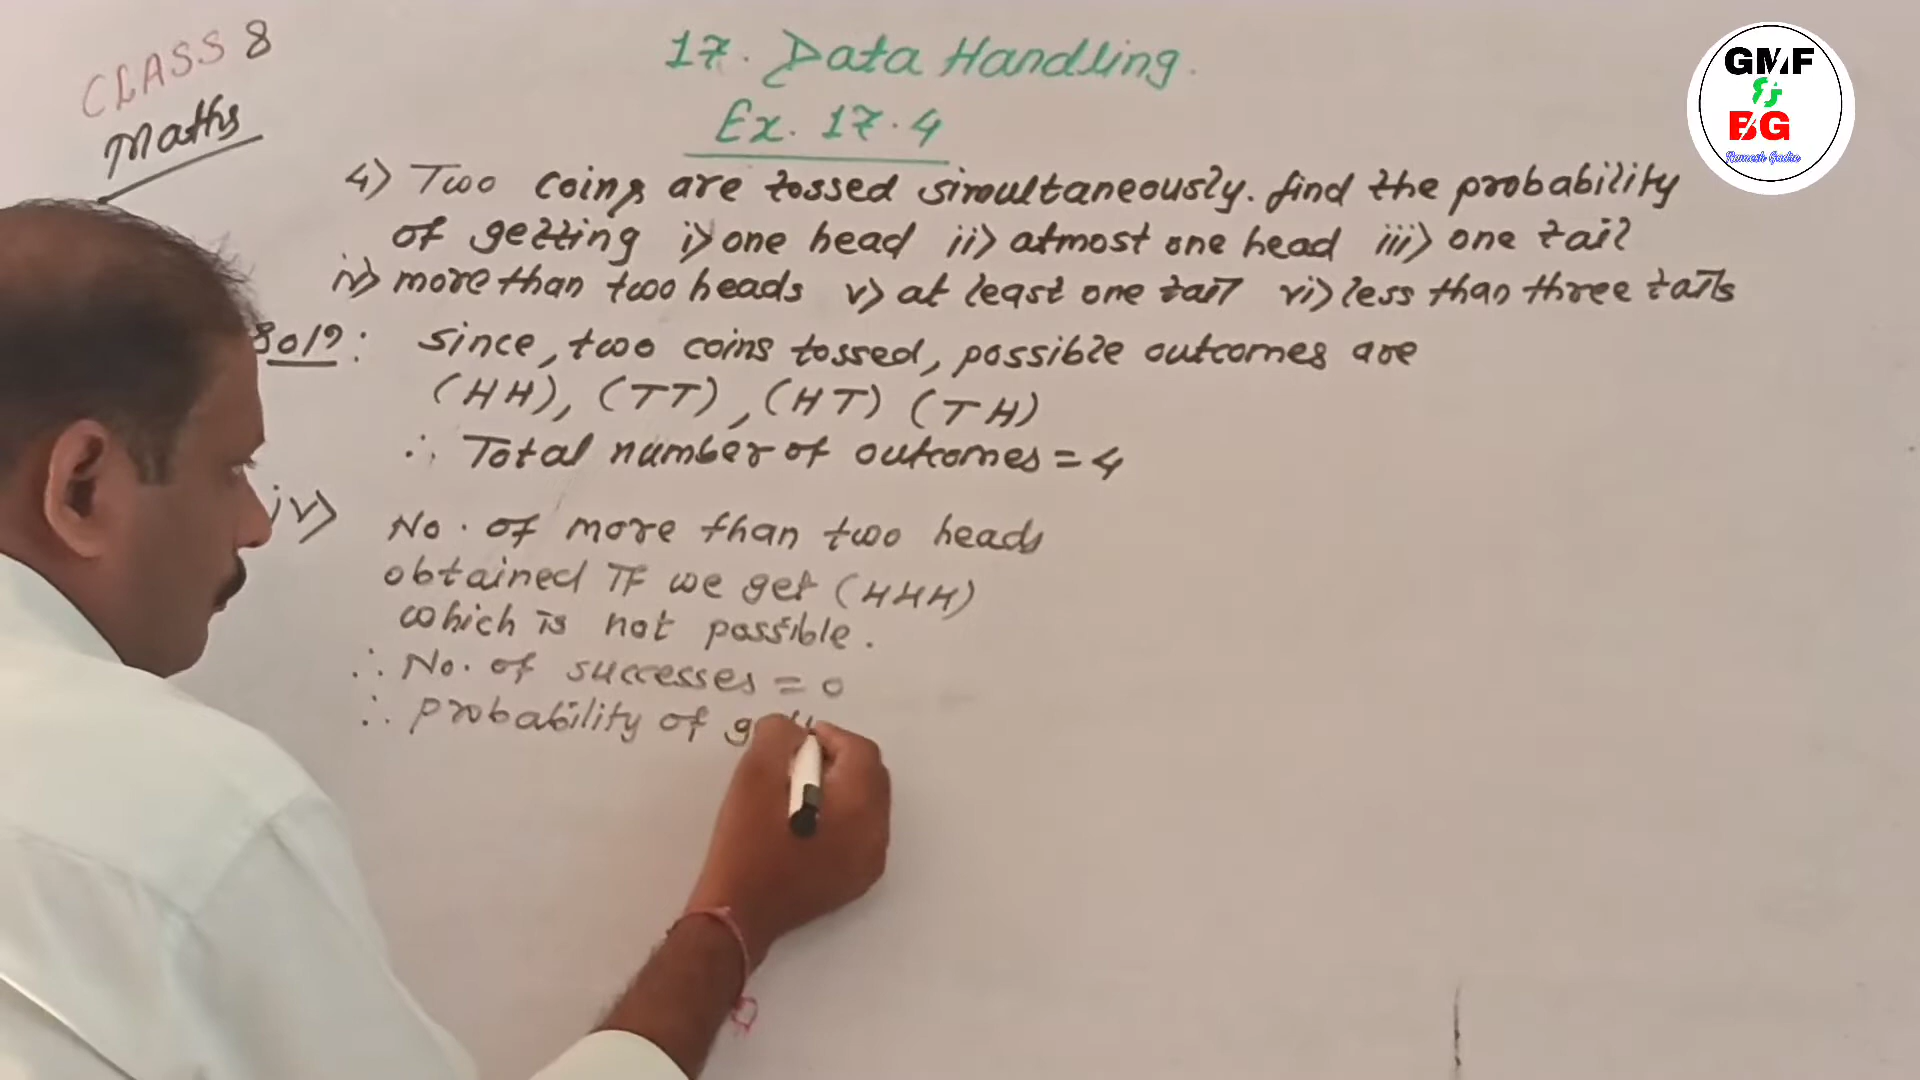 CLASS 8
Maths
17. Data Handling.
Ex. 17.4
4) Two coins are tossed simultaneously. find the probability
of getting i) one head ii) atmost one head iii) one tail
iv) more than two heads v) at least one tail vi) less than three tails
Soln: Since, two coins tossed, possible outcomes are
(HH), (TT), (HT) (TH)
∴ Total number of outcomes = 4
iv) No. of more than two heads
obtained if we get (HHH)
which is not possible.
∴ No. of successes = 0
∴ probability of
GMF
BG
Ramesh Gadin